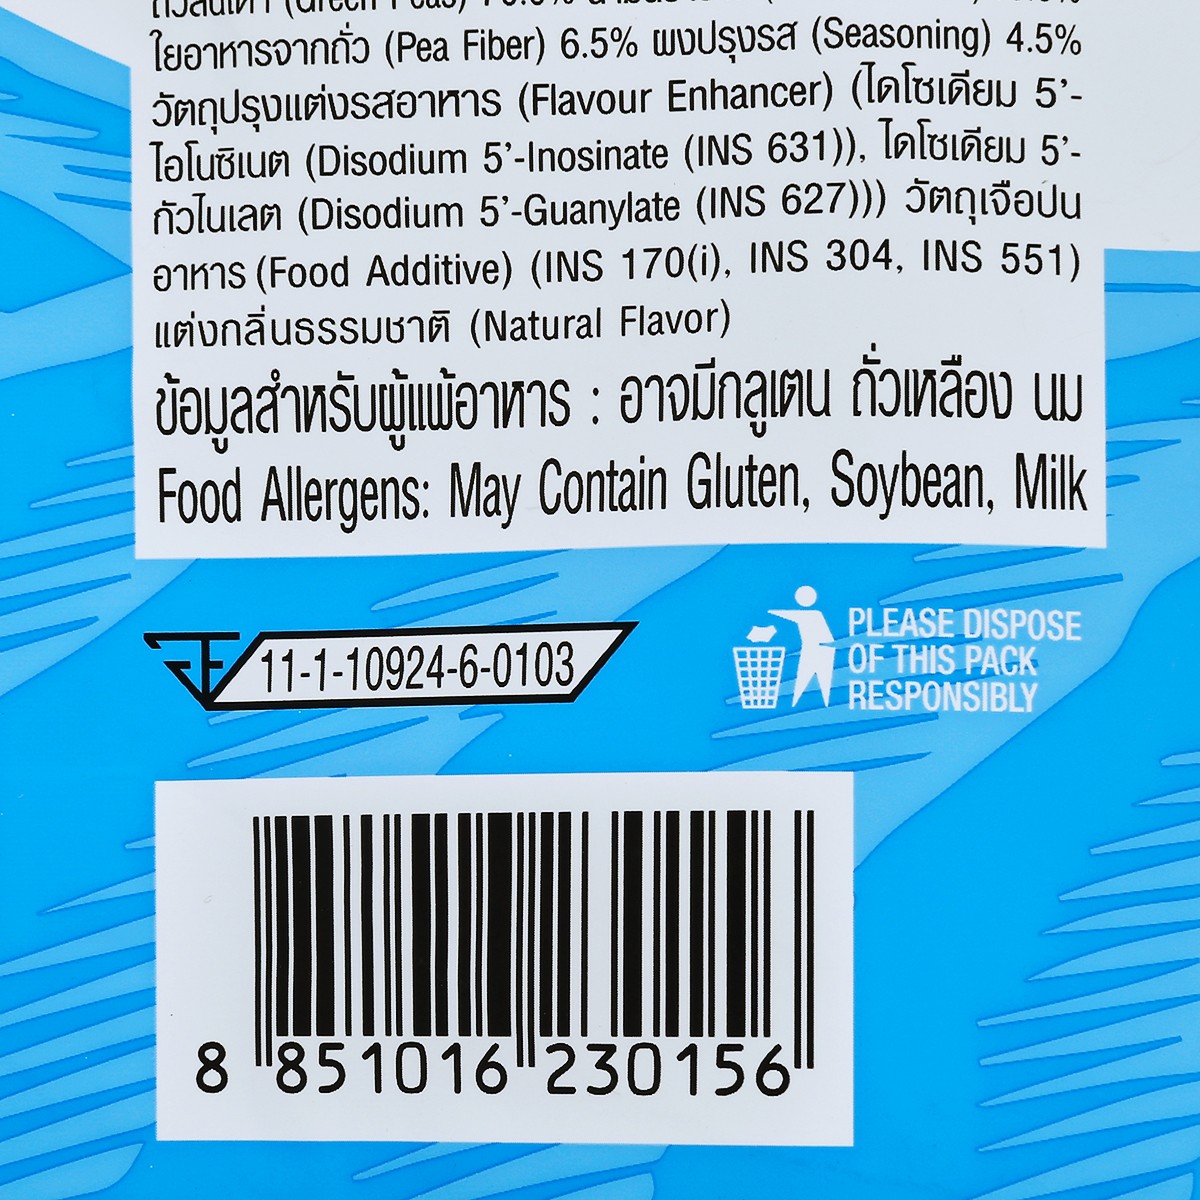 ใยอาหารจากถั่ว (Pea Fiber) 6.5% ผงปรุงรส (Seasoning) 4.5%
วัตถุปรุงแต่งรสอาหาร (Flavour Enhancer) (ไดโซเดียม 5'-
ไอโนซิเนต (Disodium 5'-Inosinate (INS 631)), ไดโซเดียม 5'-
กัวไนเลต (Disodium 5'-Guanylate (INS 627))) วัตถุเจือปน
อาหาร (Food Additive) (INS 170(i), INS 304, INS 551)
แต่งกลิ่นธรรมชาติ (Natural Flavor)
ข้อมูลสำหรับผู้แพ้อาหาร : อาจมีกลูเตน ถั่วเหลือง นม
Food Allergens: May Contain Gluten, Soybean, Milk
11-1-10924-6-0103
PLEASE DISPOSE
OF THIS PACK
RESPONSIBLY
8 851016 230156